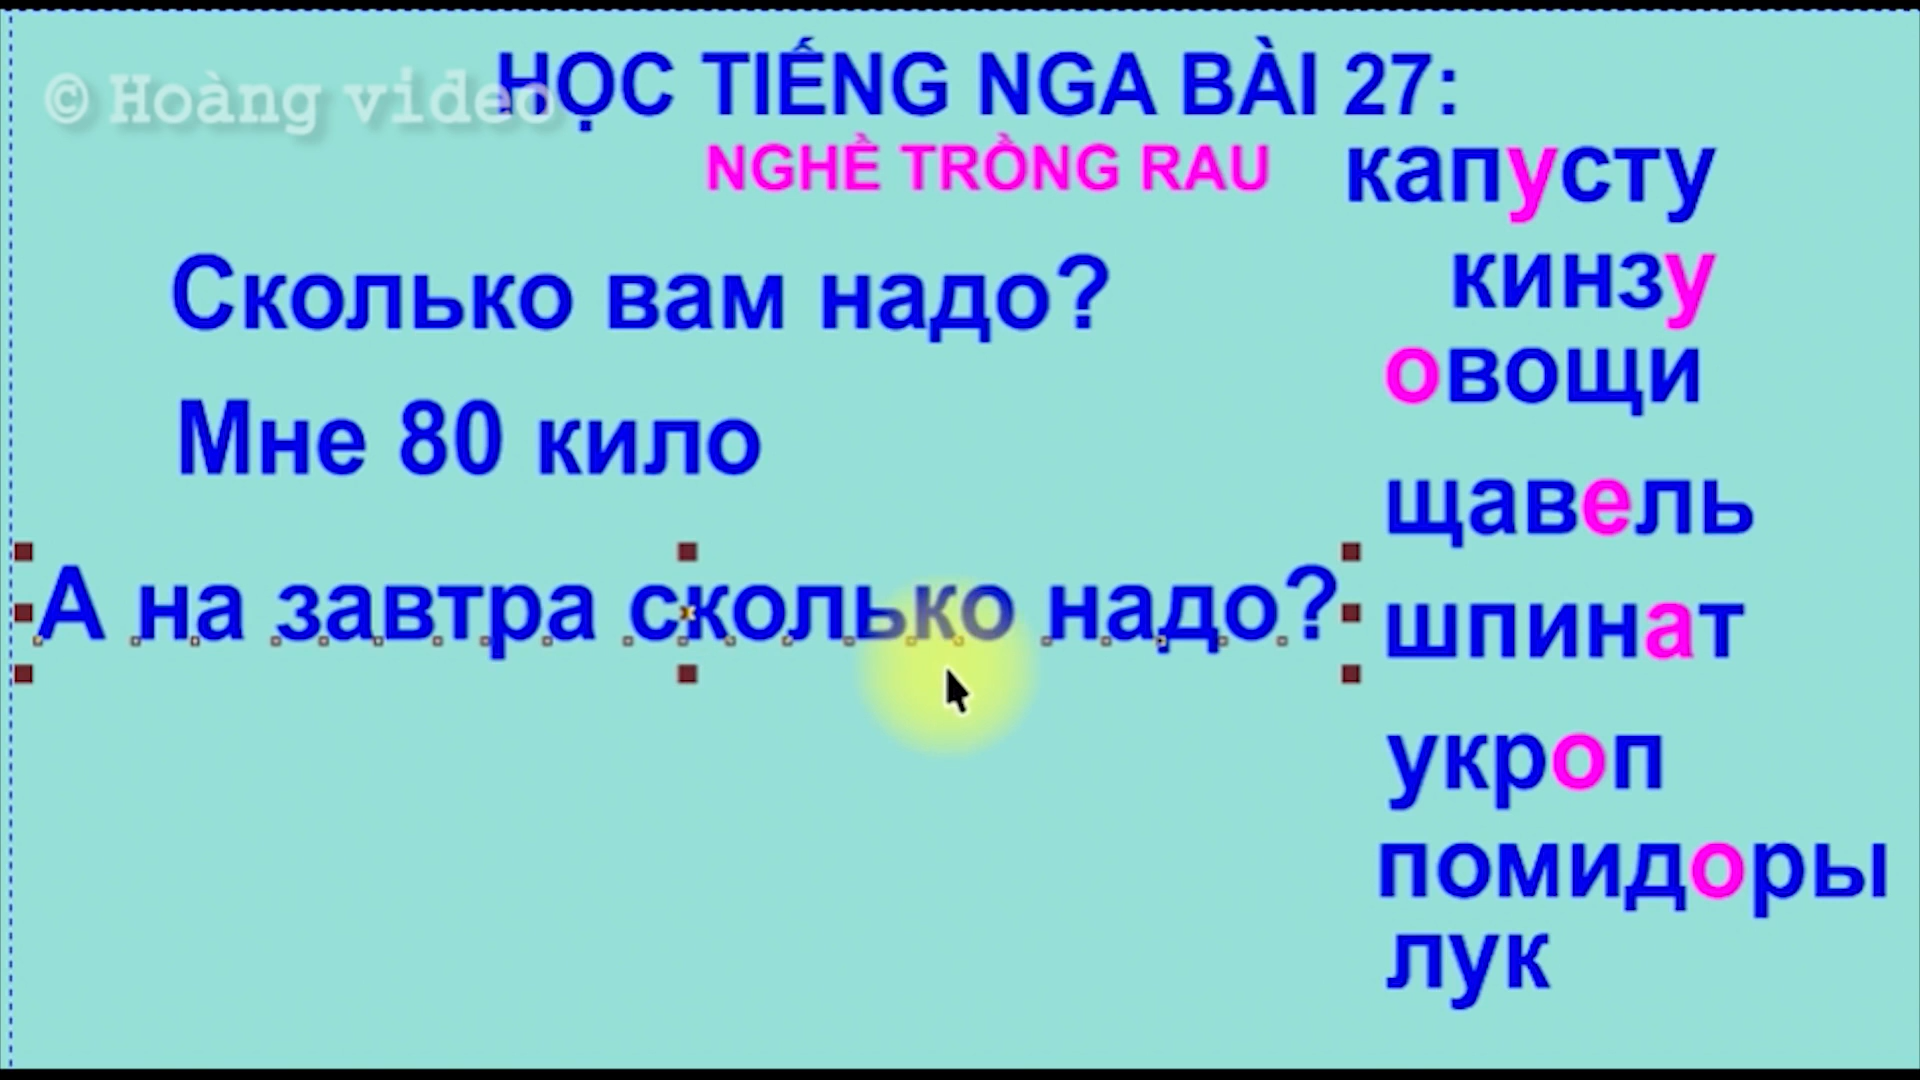 © Hoàng video
HỌC TIẾNG NGA BÀI 27:
NGHỀ TRỒNG RAU
Сколько вам надо?
Мне 80 кило
А на завтра сколько надо?
капусту
кинзу
овощи
щавель
шпинат
укроп
помидоры
лук